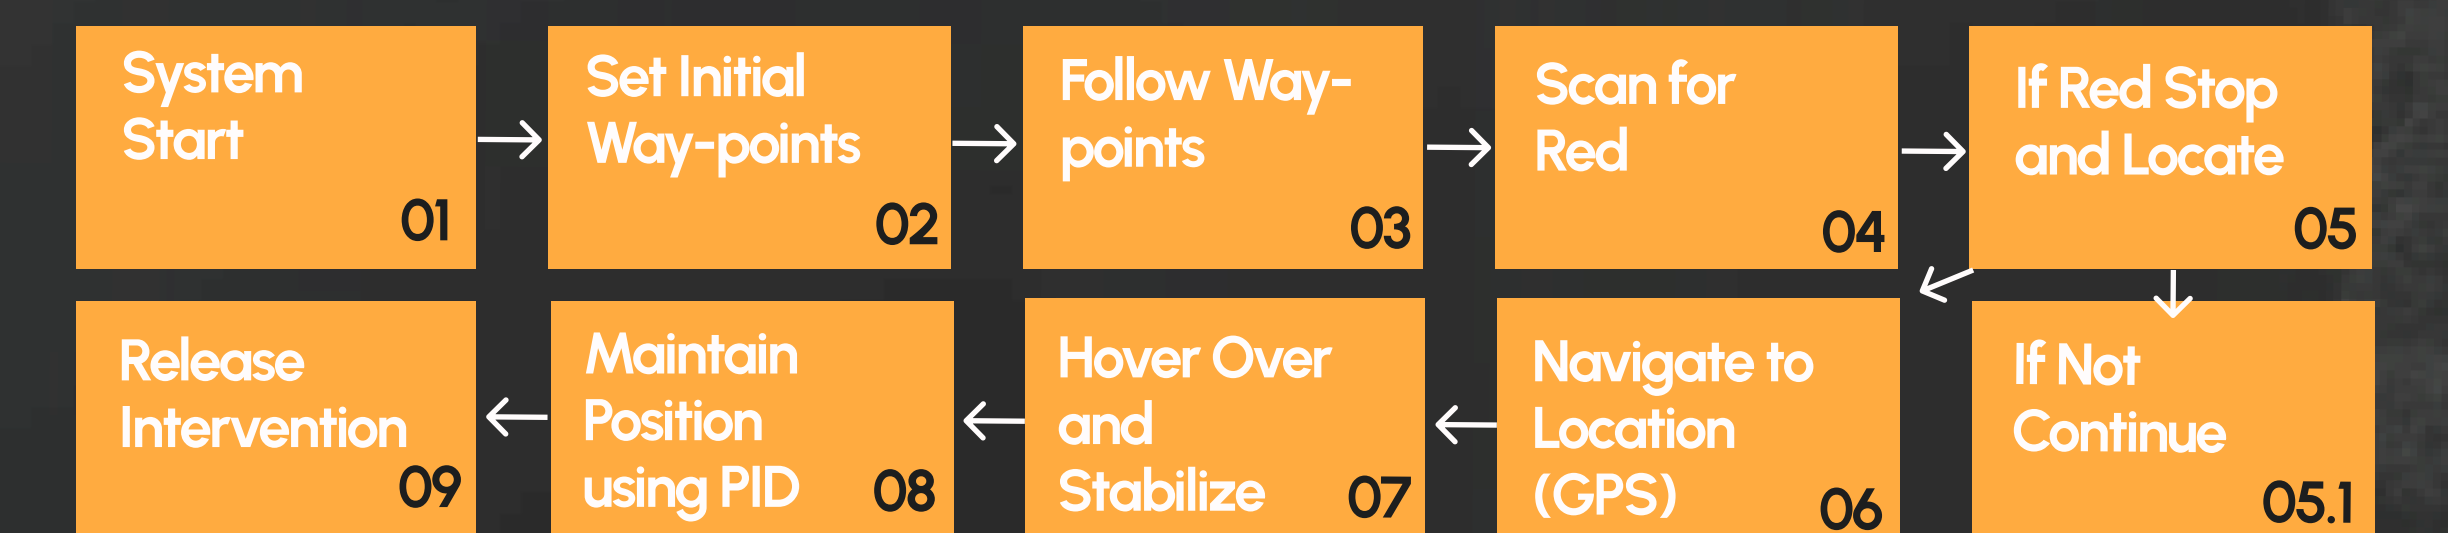 System
Start
01
Set Initial
Way-points
02
Follow Way-
points
03
Scan for
Red
04
If Red Stop
and Locate
05
If Not
Continue
05.1
Navigate to
Location
(GPS)
06
Hover Over
and
Stabilize
07
Maintain
Position
using PID
08
Release
Intervention
09